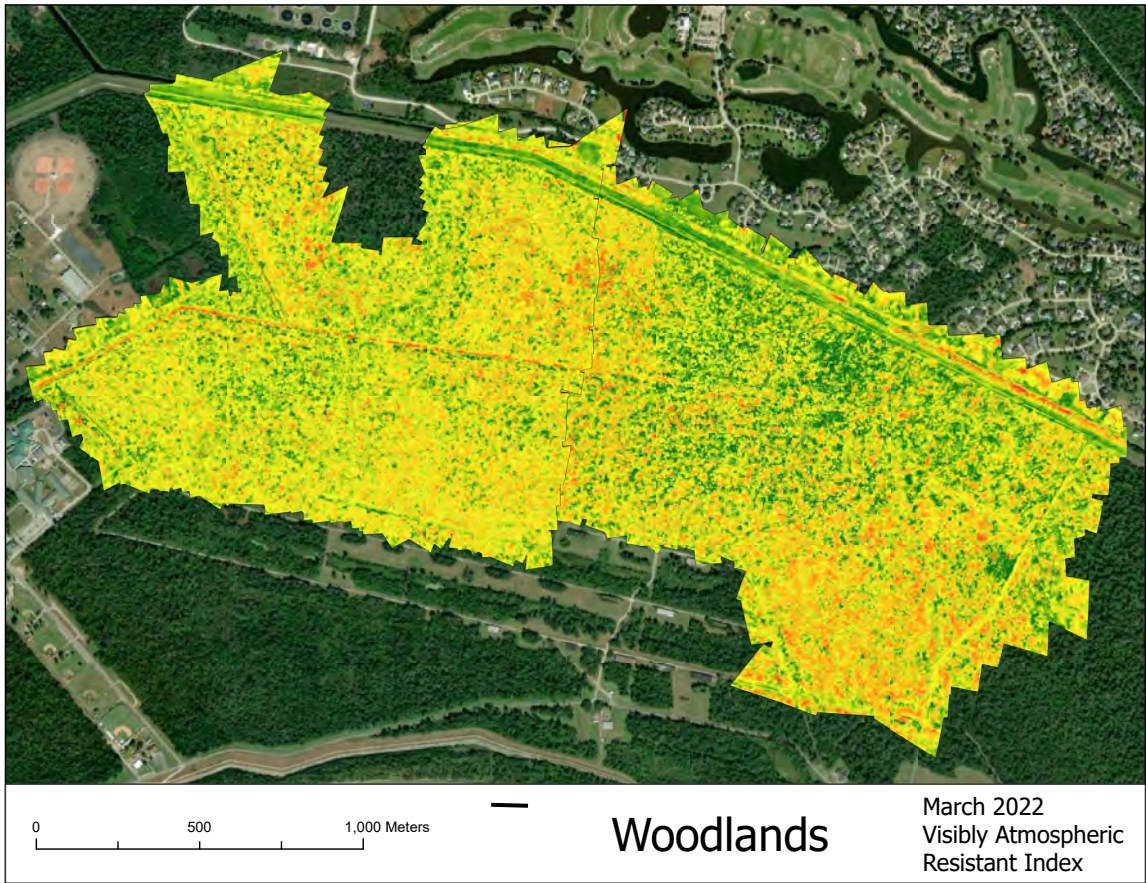 0
500
1,000 Meters
Woodlands
March 2022
Visibly Atmospheric
Resistant Index